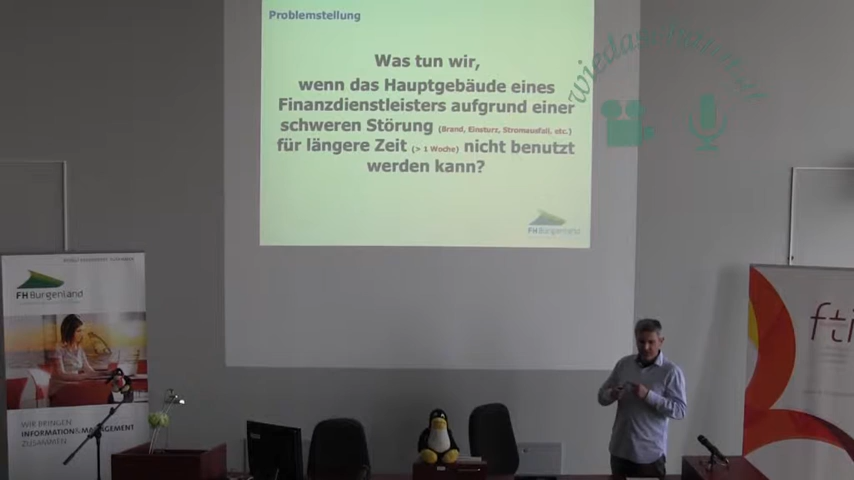 Problemstellung
Was tun wir,
wenn das Hauptgebäude eines
Finanzdienstleisters aufgrund einer
schweren Störung (Brand, Einsturz, Stromausfall, etc.)
für längere Zeit (> 1 Woche) nicht benutzt
werden kann?
FH Burgenland
FH Burgenland
WIR BRINGEN
INFORMATION & MANAGEMENT
ZUSAMMEN
fti